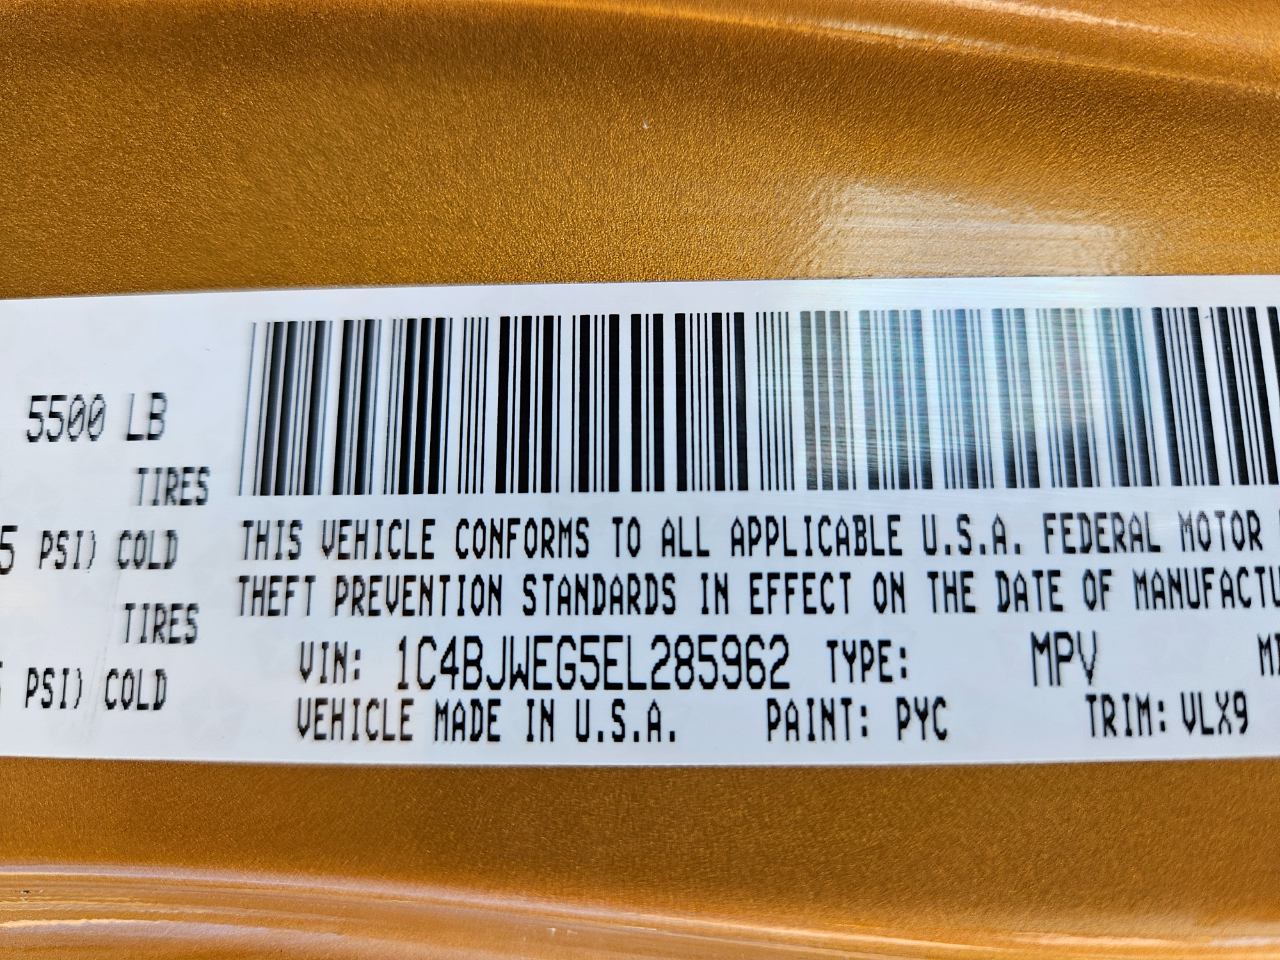 5500 LB
TIRES
5 PSI) COLD
TIRES
PSI) COLD
THIS VEHICLE CONFORMS TO ALL APPLICABLE U.S.A. FEDERAL MOTOR
THEFT PREVENTION STANDARDS IN EFFECT ON THE DATE OF MANUFACTU
VIN: 1C4BJWEG5EL285962 TYPE: MPV
VEHICLE MADE IN U.S.A. PAINT: PYC TRIM: VLX9